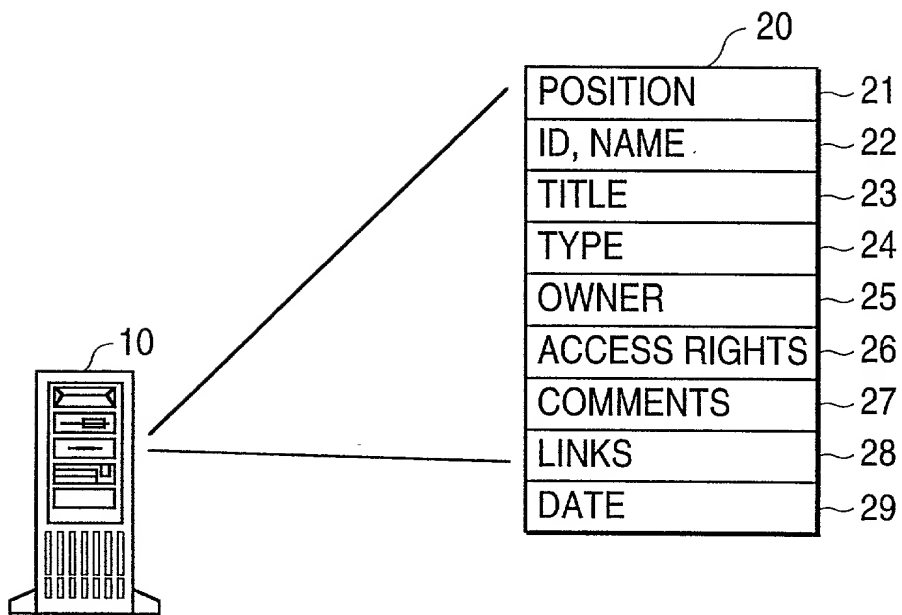 20
POSITION 21
ID, NAME 22
TITLE 23
TYPE 24
OWNER 25
10
ACCESS RIGHTS 26
COMMENTS 27
LINKS 28
DATE 29